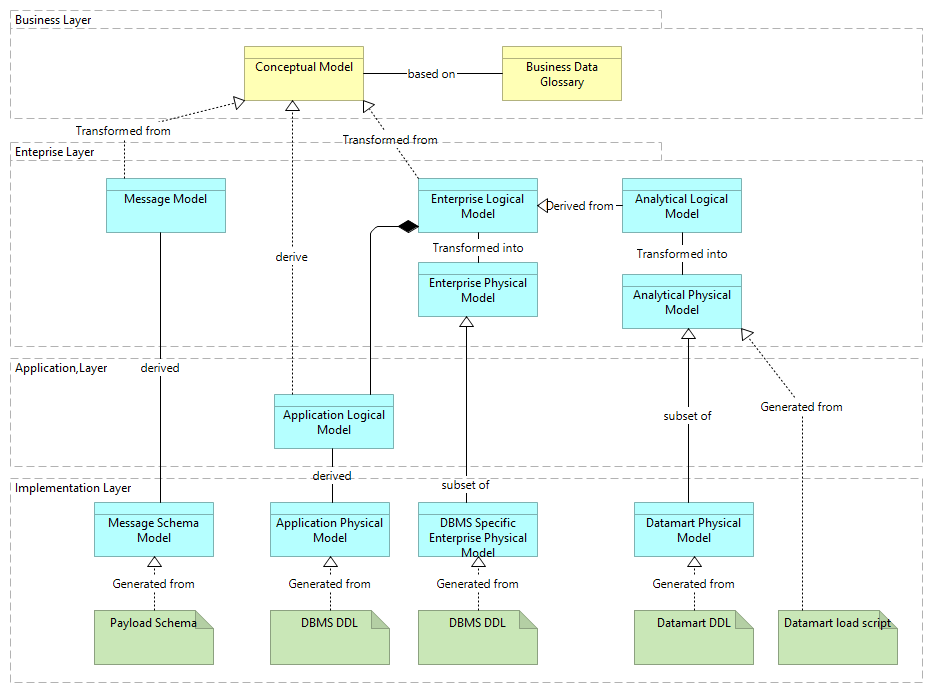 Business Layer
Conceptual Model
based on
Business Data
Glossary
Transformed from
Transformed from
Enteprise Layer
Message Model
Enterprise Logical
Model
Derived from
Analytical Logical
Model
Transformed into
Transformed into
derive
Enterprise Physical
Model
Analytical Physical
Model
Application,Layer
derived
Generated from
Application Logical
Model
subset of
derived
subset of
Implementation Layer
Message Schema
Model
Application Physical
Model
DBMS Specific
Enterprise Physical
Model
Datamart Physical
Model
Generated from
Generated from
Generated from
Generated from
Payload Schema
DBMS DDL
DBMS DDL
Datamart DDL
Datamart load script